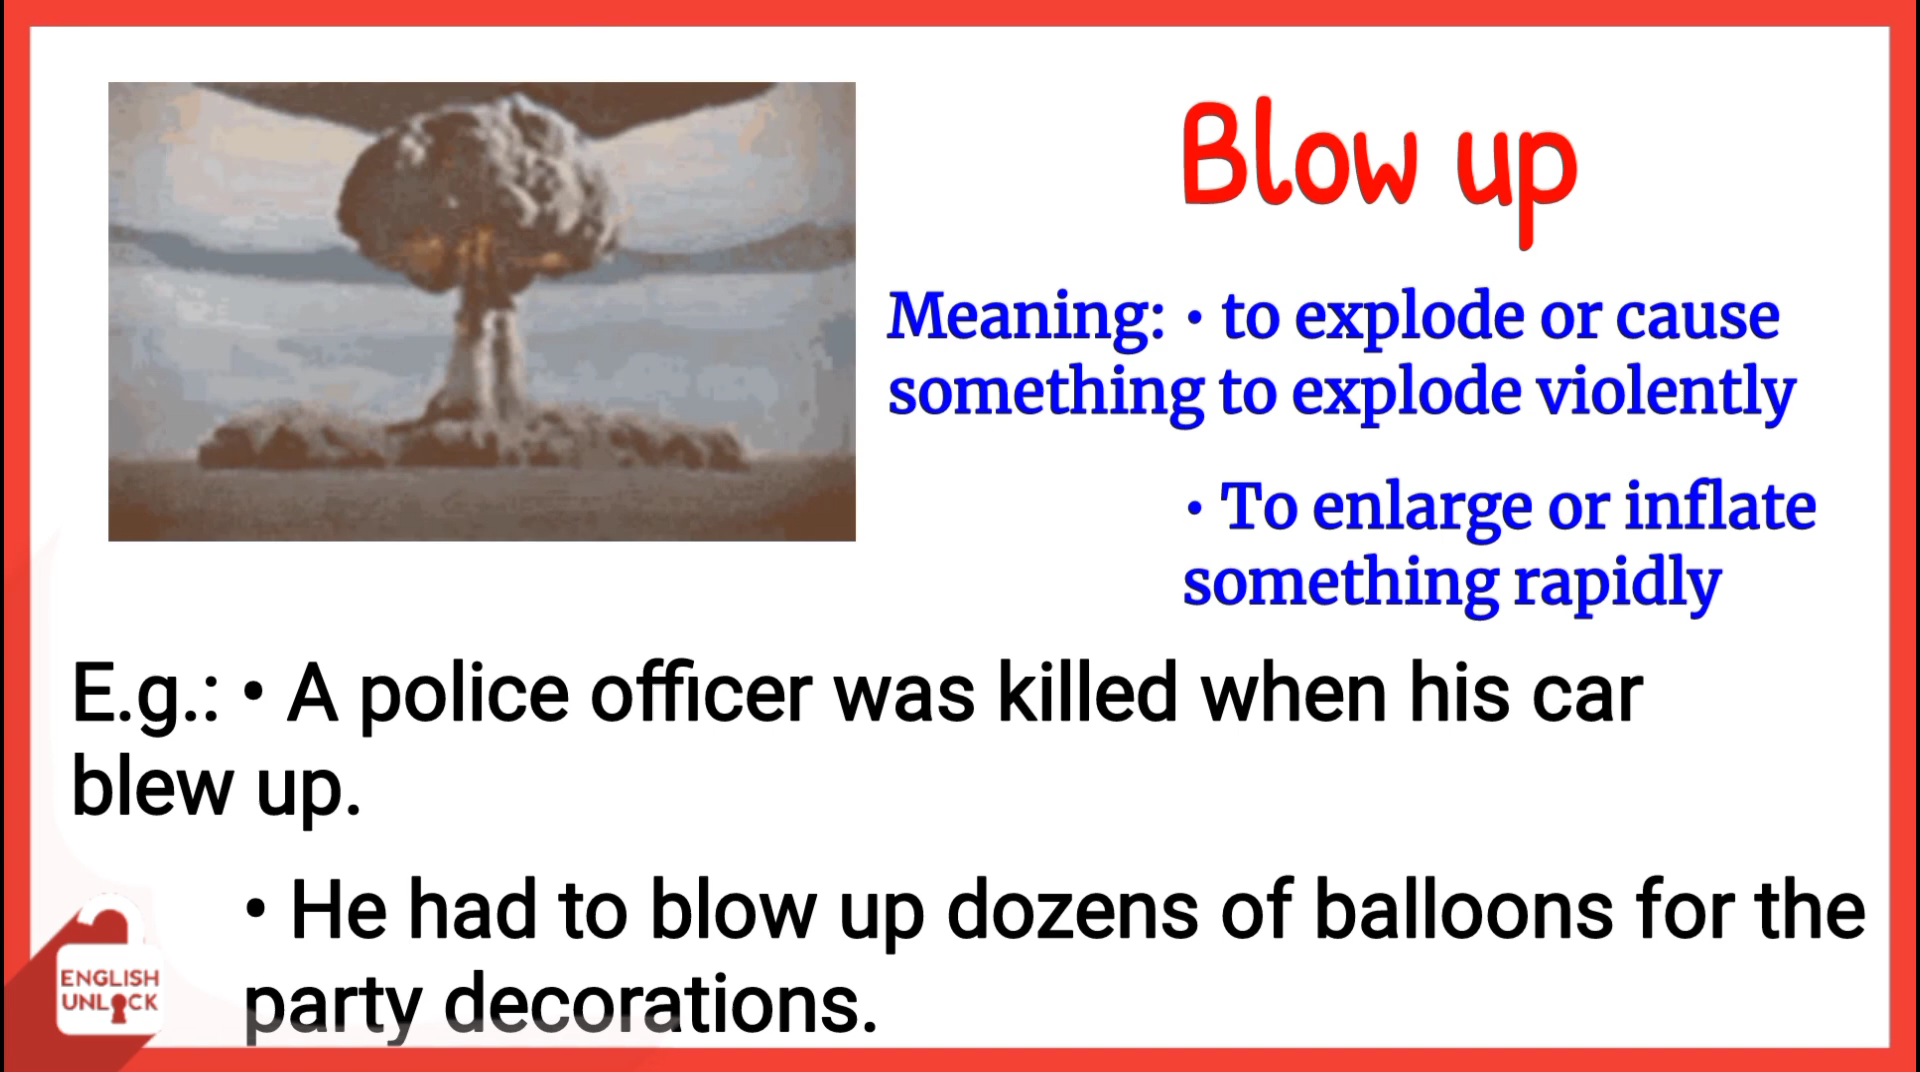 Blow up
Meaning: • to explode or cause
something to explode violently
• To enlarge or inflate
something rapidly
E.g.: • A police officer was killed when his car
blew up.
• He had to blow up dozens of balloons for the
party decorations.
ENGLISH
UNLOCK